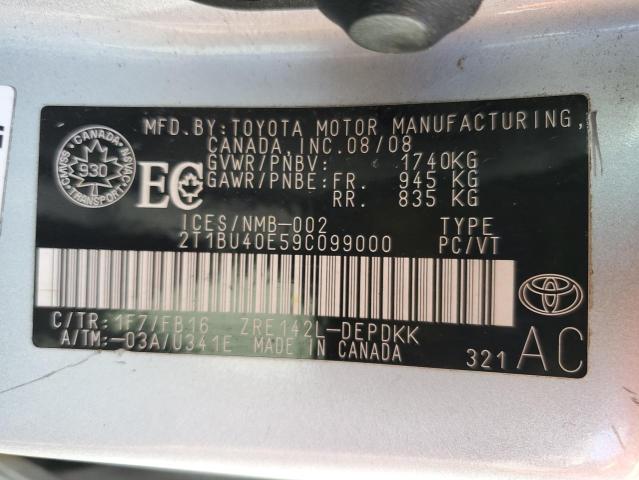 MFD.BY:TOYOTA MOTOR MANUFACTURING,
CANADA,INC.08/08
GVWR/PNBV: 1740KG
GAWR/PNBE:FR. 945 KG
RR. 835 KG
CANADA
930
TRANSPORT
EC
ICES/NMB-002 TYPE
2T1BU40E59C099000 PC/VT
C/TR:1F7/FB16 ZRE142L-DEPDKK
A/TM:-03A/U341E MADE IN CANADA
321 AC